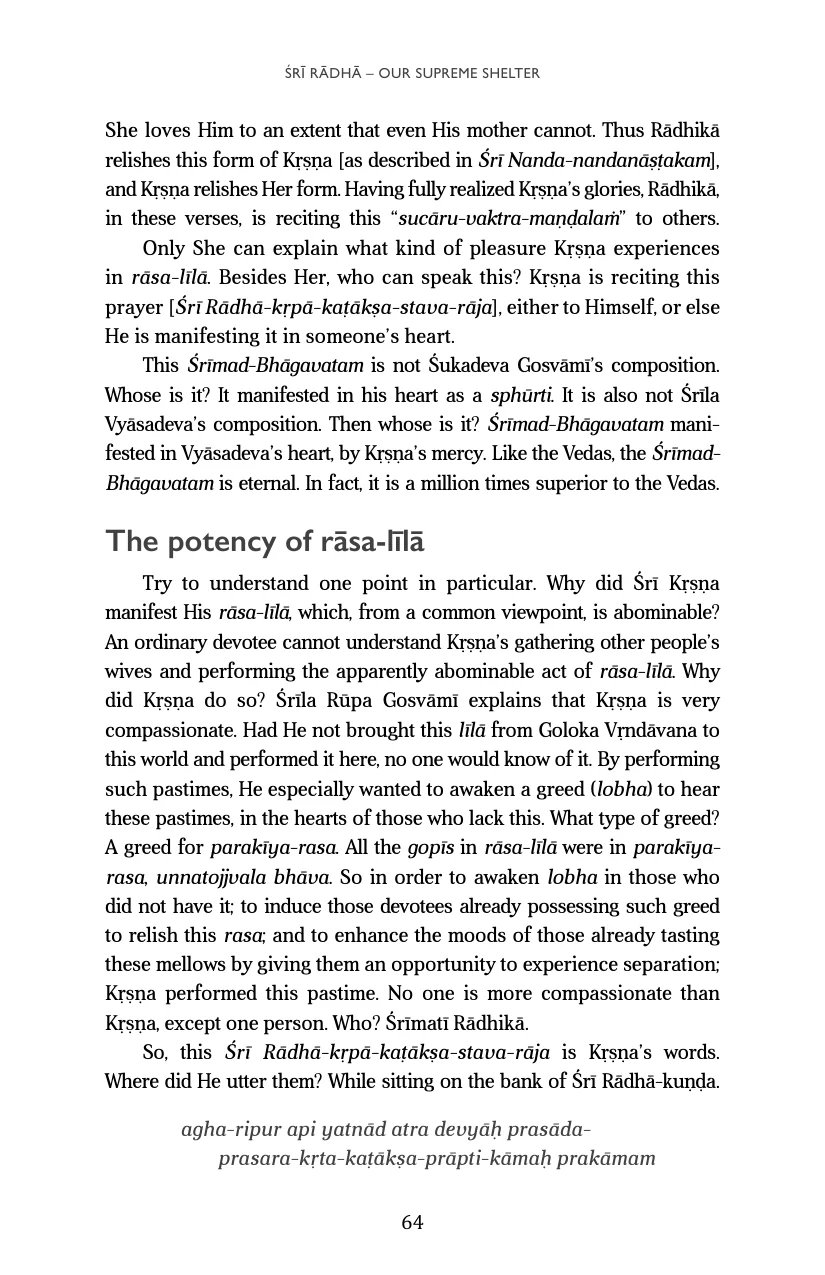 ŚRĪ RĀDHĀ – OUR SUPREME SHELTER
She loves Him to an extent that even His mother cannot. Thus Rādhikā
relishes this form of Kṛṣṇa [as described in Śrī Nanda-nandanāṣṭakam],
and Kṛṣṇa relishes Her form. Having fully realized Kṛṣṇa’s glories, Rādhikā,
in these verses, is reciting this “sucāru-vaktra-maṇḍalaṁ” to others.
Only She can explain what kind of pleasure Kṛṣṇa experiences
in rāsa-līlā. Besides Her, who can speak this? Kṛṣṇa is reciting this
prayer [Śrī Rādhā-kṛpā-kaṭākṣa-stava-rāja], either to Himself, or else
He is manifesting it in someone’s heart.
This Śrīmad-Bhāgavatam is not Śukadeva Gosvāmī’s composition.
Whose is it? It manifested in his heart as a sphūrti. It is also not Śrīla
Vyāsadeva’s composition. Then whose is it? Śrīmad-Bhāgavatam mani-
fested in Vyāsadeva’s heart, by Kṛṣṇa’s mercy. Like the Vedas, the Śrīmad-
Bhāgavatam is eternal. In fact, it is a million times superior to the Vedas.
The potency of rāsa-līlā
Try to understand one point in particular. Why did Śrī Kṛṣṇa
manifest His rāsa-līlā, which, from a common viewpoint, is abominable?
An ordinary devotee cannot understand Kṛṣṇa’s gathering other people’s
wives and performing the apparently abominable act of rāsa-līlā. Why
did Kṛṣṇa do so? Śrīla Rūpa Gosvāmī explains that Kṛṣṇa is very
compassionate. Had He not brought this līlā from Goloka Vṛndāvana to
this world and performed it here, no one would know of it. By performing
such pastimes, He especially wanted to awaken a greed (lobha) to hear
these pastimes, in the hearts of those who lack this. What type of greed?
A greed for parakīya-rasa. All the gopīs in rāsa-līlā were in parakīya-
rasa, unnatojjvala bhāva. So in order to awaken lobha in those who
did not have it; to induce those devotees already possessing such greed
to relish this rasa; and to enhance the moods of those already tasting
these mellows by giving them an opportunity to experience separation;
Kṛṣṇa performed this pastime. No one is more compassionate than
Kṛṣṇa, except one person. Who? Śrīmatī Rādhikā.
So, this Śrī Rādhā-kṛpā-kaṭākṣa-stava-rāja is Kṛṣṇa’s words.
Where did He utter them? While sitting on the bank of Śrī Rādhā-kuṇḍa.
agha-ripur api yatnād atra devyāḥ prasāda-
prasara-kṛta-kaṭākṣa-prāpti-kāmaḥ prakāmam
64